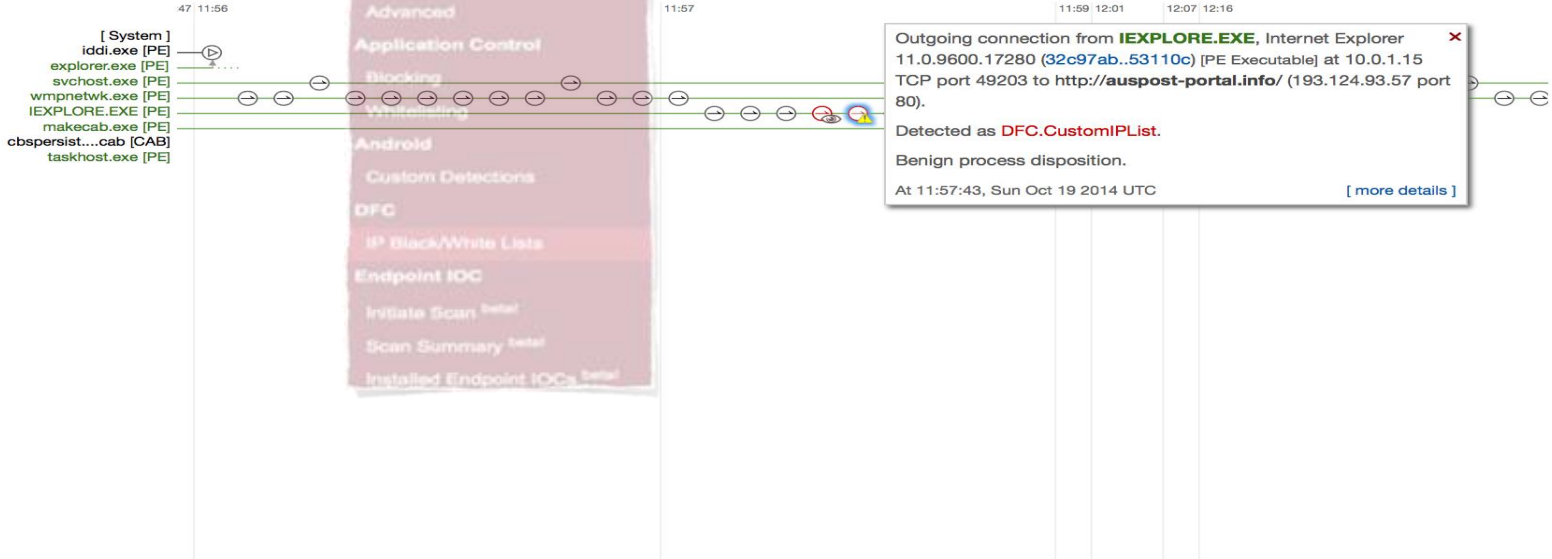 47 11:56
11:57
11:59 12:01
12:07 12:16
[ System ]
iddi.exe [PE]
explorer.exe [PE]
svchost.exe [PE]
wmpnetwk.exe [PE]
IEXPLORE.EXE [PE]
makecab.exe [PE]
cbspersist....cab [CAB]
taskhost.exe [PE]
Advanced
Application Control
Blocking
Whitelisting
Android
Custom Detections
DFC
IP Black/White Lists
Endpoint IOC
Initiate Scan beta!
Scan Summary beta!
Installed Endpoint IOCs beta!
Outgoing connection from IEXPLORE.EXE, Internet Explorer
11.0.9600.17280 (32c97ab..53110c) [PE Executable] at 10.0.1.15
TCP port 49203 to http://auspost-portal.info/ (193.124.93.57 port
80).
Detected as DFC.CustomIPList.
Benign process disposition.
At 11:57:43, Sun Oct 19 2014 UTC
[ more details ]